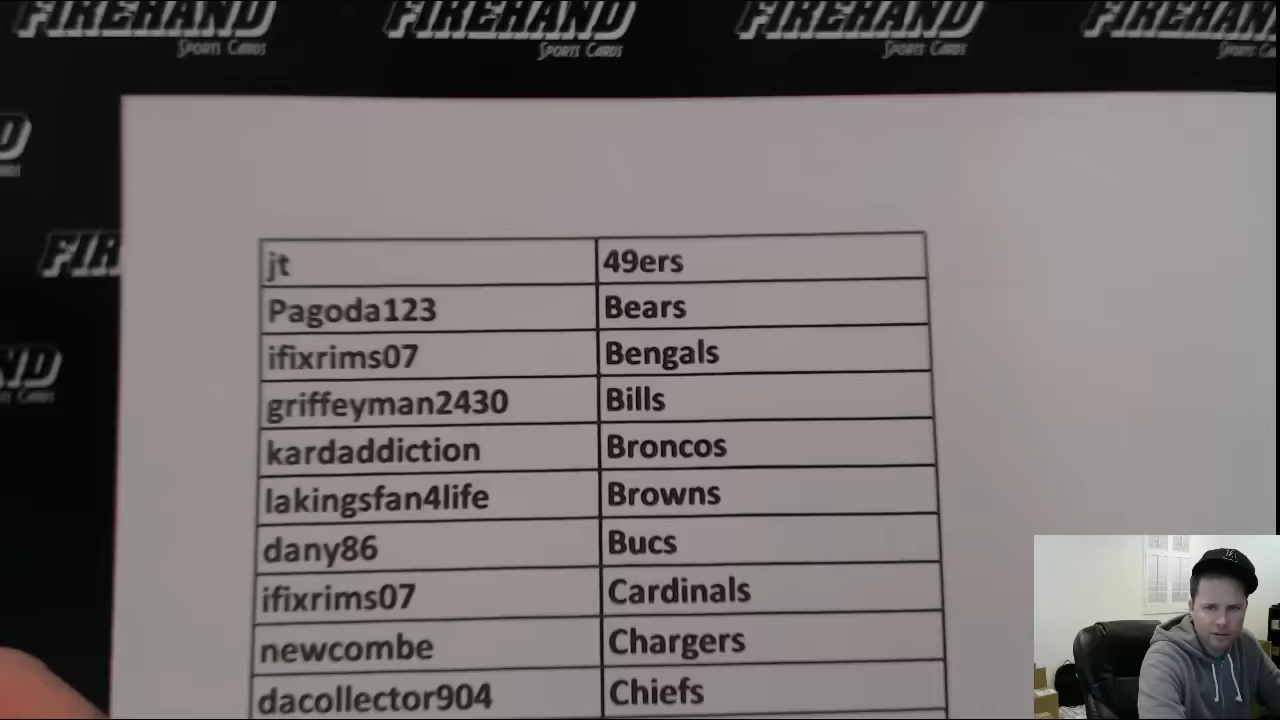 FIREHAND FIREHAND FIREHAND FIREHAND
SPORTS CARDS SPORTS CARDS SPORTS CARDS
jt 49ers
Pagoda123 Bears
ifixrims07 Bengals
griffeyman2430 Bills
kardaddiction Broncos
lakingsfan4life Browns
dany86 Bucs
ifixrims07 Cardinals
newcombe Chargers
dacollector904 Chiefs